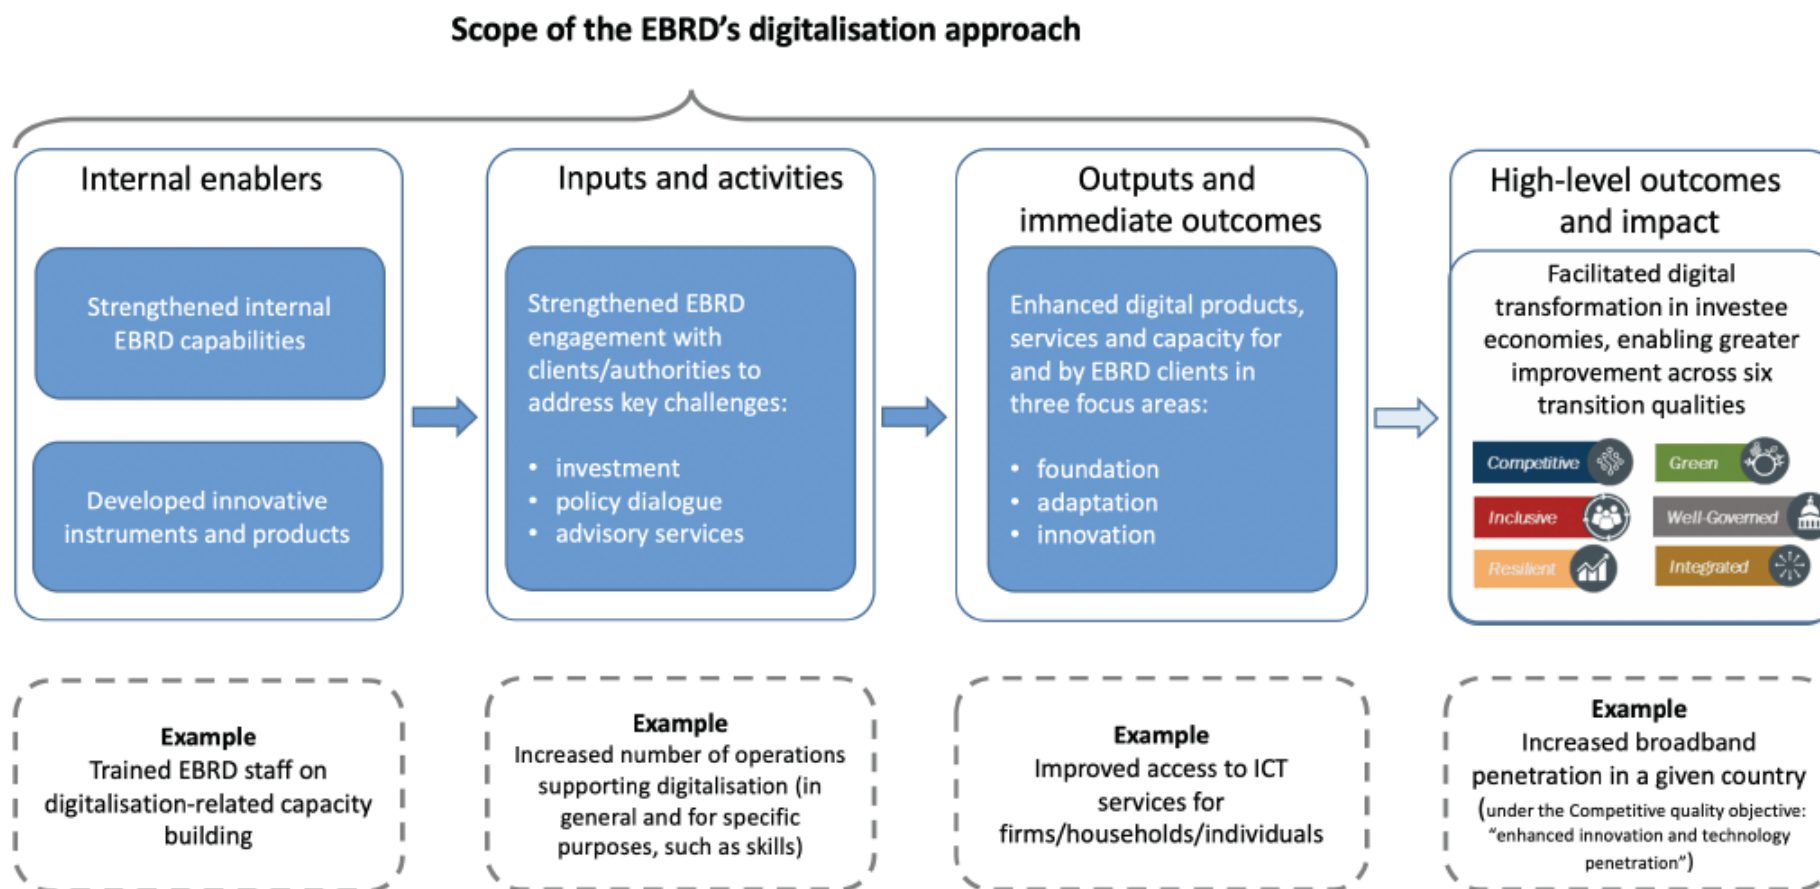 Scope of the EBRD's digitalisation approach
Internal enablers
Strengthened internal
EBRD capabilities
Developed innovative
instruments and products
Inputs and activities
Strengthened EBRD
engagement with
clients/authorities to
address key challenges:
• investment
• policy dialogue
• advisory services
Outputs and
immediate outcomes
Enhanced digital products,
services and capacity for
and by EBRD clients in
three focus areas:
• foundation
• adaptation
• innovation
High-level outcomes
and impact
Facilitated digital
transformation in investee
economies, enabling greater
improvement across six
transition qualities
Competitive
Green
Inclusive
Well-Governed
Resilient
Integrated
Example
Trained EBRD staff on
digitalisation-related capacity
building
Example
Increased number of operations
supporting digitalisation (in
general and for specific
purposes, such as skills)
Example
Improved access to ICT
services for
firms/households/individuals
Example
Increased broadband
penetration in a given country
(under the Competitive quality objective:
"enhanced innovation and technology
penetration")